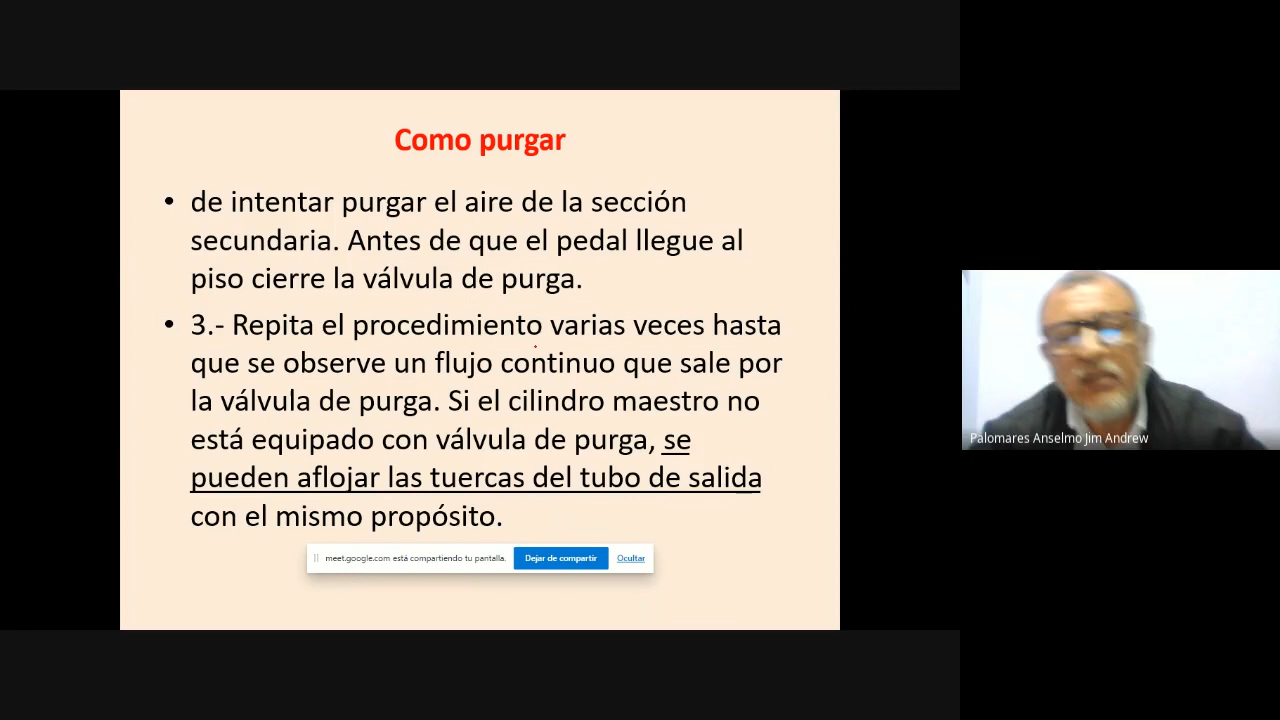 Como purgar
• de intentar purgar el aire de la sección
secundaria. Antes de que el pedal llegue al
piso cierre la válvula de purga.
• 3.- Repita el procedimiento varias veces hasta
que se observe un flujo continuo que sale por
la válvula de purga. Si el cilindro maestro no
está equipado con válvula de purga, se
pueden aflojar las tuercas del tubo de salida
con el mismo propósito.
meet.google.com está compartiendo tu pantalla. Dejar de compartir Ocultar
Palomares Anselmo Jim Andrew